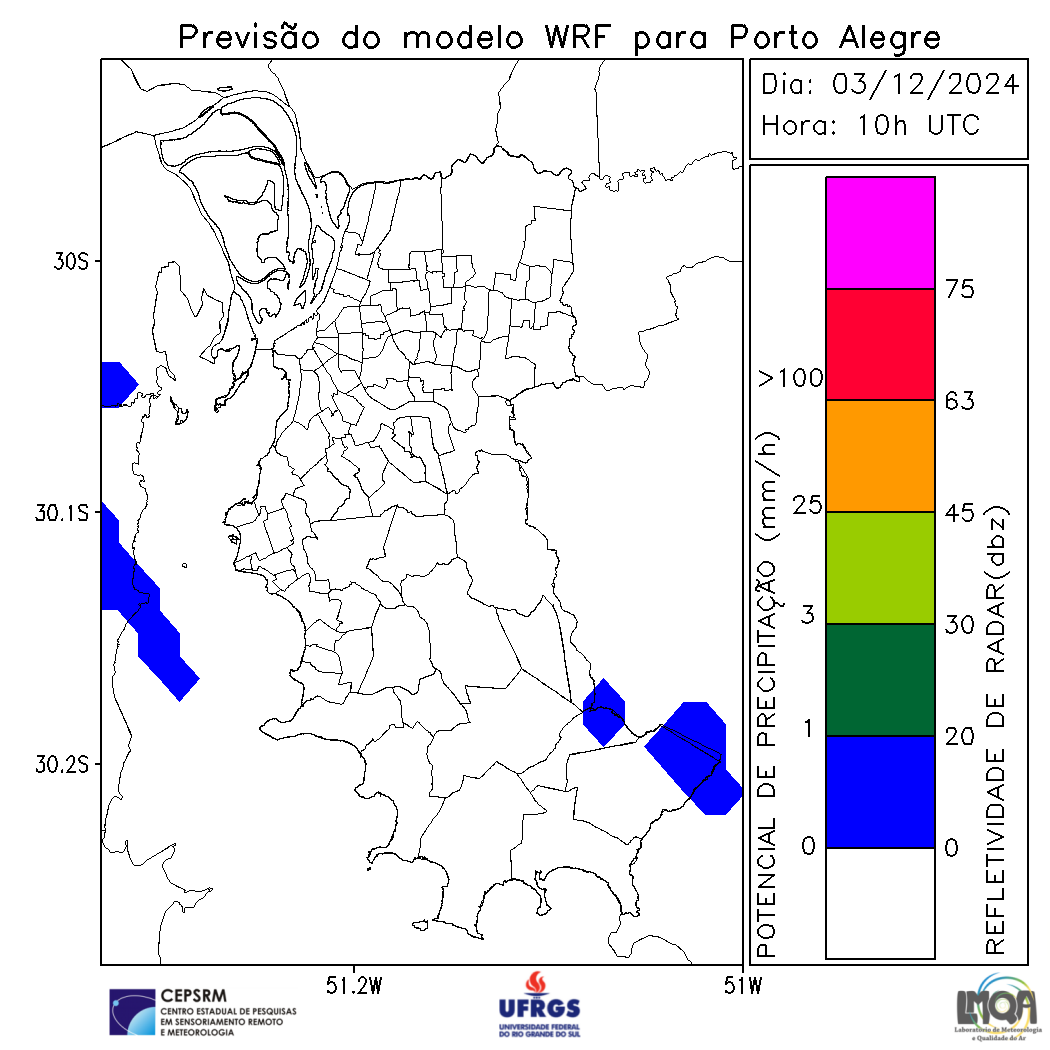 Previsão do modelo WRF para Porto Alegre
Dia: 03/12/2024
Hora: 10h UTC
30S
30.1S
30.2S
51.2W
51W
POTENCIAL DE PRECIPITAÇÃO (mm/h)
>100
25
3
1
0
75
63
45
30
20
0
REFLETIVIDADE DE RADAR(dbz)
CEPSRM
CENTRO ESTADUAL DE PESQUISAS
EM SENSORIAMENTO REMOTO
E METEOROLOGIA
UFRGS
UNIVERSIDADE FEDERAL
DO RIO GRANDE DO SUL
LMQA
Laboratório de Meteorologia
e Qualidade do Ar